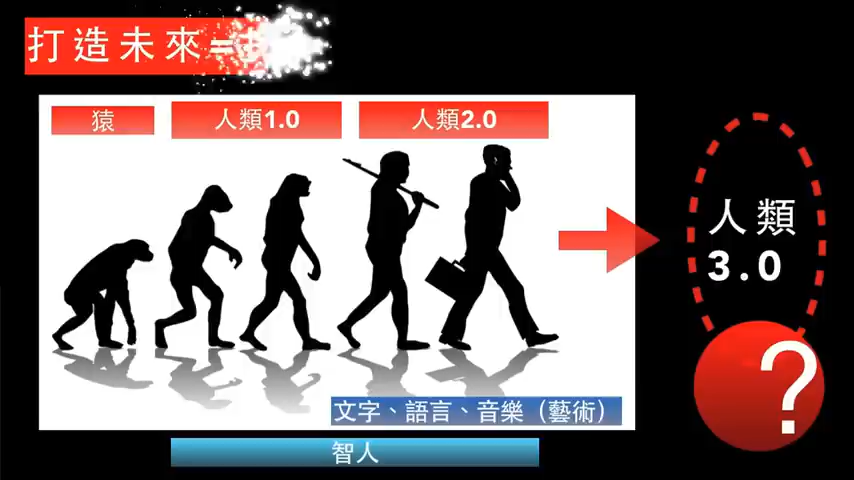 打造未來=
猿
人類1.0
人類2.0
人類
3.0
?
文字、語言、音樂（藝術）
智人